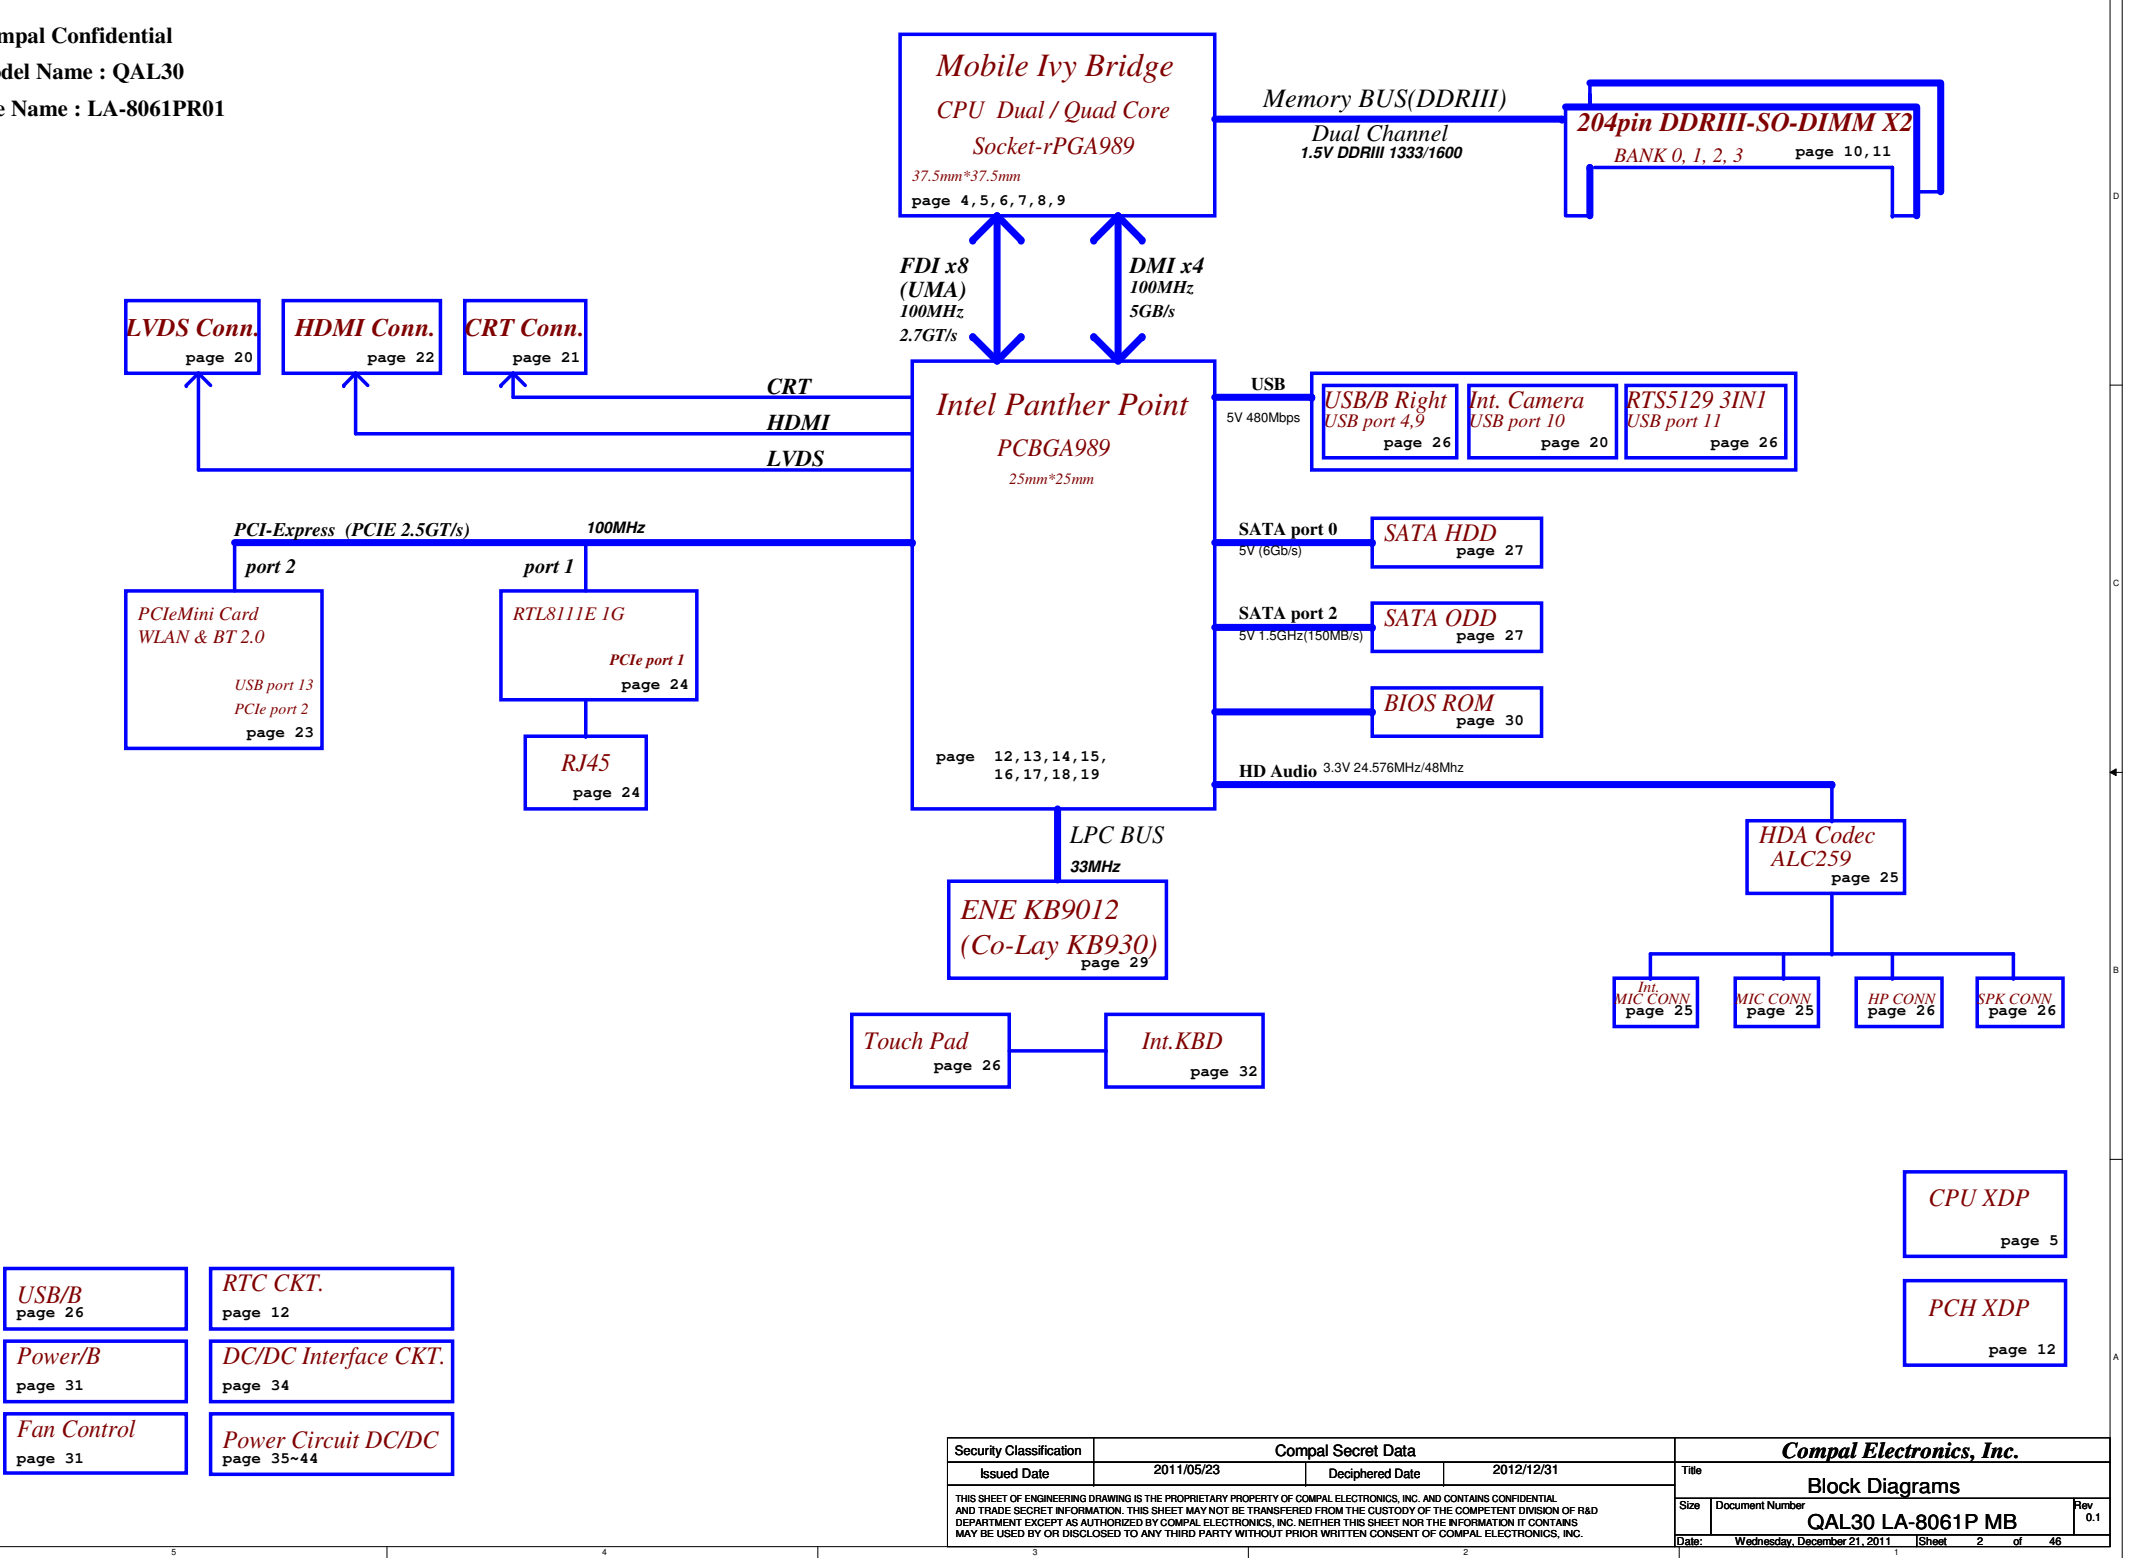 mpal Confidential
del Name : QAL30
e Name : LA-8061PR01
Mobile Ivy Bridge
CPU Dual / Quad Core
Socket-rPGA989
37.5mm*37.5mm
page 4,5,6,7,8,9
Memory BUS(DDRIII)
Dual Channel
1.5V DDRIII 1333/1600
204pin DDRIII-SO-DIMM X2
BANK 0, 1, 2, 3
page 10,11
FDI x8
(UMA)
100MHz
2.7GT/s
DMI x4
100MHz
5GB/s
LVDS Conn.
page 20
HDMI Conn.
page 22
CRT Conn.
page 21
CRT
HDMI
LVDS
Intel Panther Point
PCBGA989
25mm*25mm
page 12,13,14,15,
16,17,18,19
USB
5V 480Mbps
USB/B Right
USB port 4,9
page 26
Int. Camera
USB port 10
page 20
RTS5129 3IN1
USB port 11
page 26
PCI-Express (PCIE 2.5GT/s)
100MHz
port 2
port 1
PCIeMini Card
WLAN & BT 2.0
USB port 13
PCIe port 2
page 23
RTL8111E 1G
PCIe port 1
page 24
RJ45
page 24
SATA port 0
5V (6Gb/s)
SATA HDD
page 27
SATA port 2
5V 1.5GHz(150MB/s)
SATA ODD
page 27
BIOS ROM
page 30
HD Audio
3.3V 24.576MHz/48Mhz
HDA Codec
ALC259
page 25
LPC BUS
33MHz
ENE KB9012
(Co-Lay KB930)
page 29
Int.
MIC CONN
page 25
MIC CONN
page 25
HP CONN
page 26
SPK CONN
page 26
Touch Pad
page 26
Int.KBD
page 32
CPU XDP
page 5
PCH XDP
page 12
USB/B
page 26
RTC CKT.
page 12
Power/B
page 31
DC/DC Interface CKT.
page 34
Fan Control
page 31
Power Circuit DC/DC
page 35~44
D
C
B
A
Security Classification
Compal Secret Data
Issued Date
2011/05/23
Deciphered Date
2012/12/31
THIS SHEET OF ENGINEERING DRAWING IS THE PROPRIETARY PROPERTY OF COMPAL ELECTRONICS, INC. AND CONTAINS CONFIDENTIAL
AND TRADE SECRET INFORMATION. THIS SHEET MAY NOT BE TRANSFERED FROM THE CUSTODY OF THE COMPETENT DIVISION OF R&D
DEPARTMENT EXCEPT AS AUTHORIZED BY COMPAL ELECTRONICS, INC. NEITHER THIS SHEET NOR THE INFORMATION IT CONTAINS
MAY BE USED BY OR DISCLOSED TO ANY THIRD PARTY WITHOUT PRIOR WRITTEN CONSENT OF COMPAL ELECTRONICS, INC.
Compal Electronics, Inc.
Title
Block Diagrams
Size
Document Number
QAL30 LA-8061P MB
Rev
0.1
Date:
Wednesday, December 21, 2011
Sheet 2 of 46
5
4
3
2
1